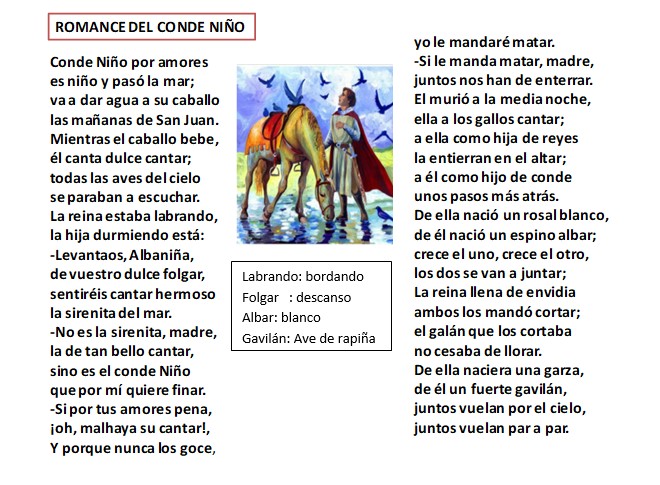 ROMANCE DEL CONDE NIÑO
Conde Niño por amores
es niño y pasó la mar;
va a dar agua a su caballo
las mañanas de San Juan.
Mientras el caballo bebe,
él canta dulce cantar;
todas las aves del cielo
se paraban a escuchar.
La reina estaba labrando,
la hija durmiendo está:
-Levantaos, Albaniña,
de vuestro dulce folgar,
sentiréis cantar hermoso
la sirenita del mar.
-No es la sirenita, madre,
la de tan bello cantar,
sino es el conde Niño
que por mí quiere finar.
-Si por tus amores pena,
¡oh, malhaya su cantar!,
Y porque nunca los goce,
yo le mandaré matar.
-Si le manda matar, madre,
juntos nos han de enterrar.
El murió a la media noche,
ella a los gallos cantar;
a ella como hija de reyes
la entierran en el altar;
a él como hijo de conde
unos pasos más atrás.
De ella nació un rosal blanco,
de él nació un espino albar;
crece el uno, crece el otro,
los dos se van a juntar;
La reina llena de envidia
ambos los mandó cortar;
el galán que los cortaba
no cesaba de llorar.
De ella naciera una garza,
de él un fuerte gavilán,
juntos vuelan por el cielo,
juntos vuelan par a par.
Labrando: bordando
Folgar : descanso
Albar: blanco
Gavilán: Ave de rapiña